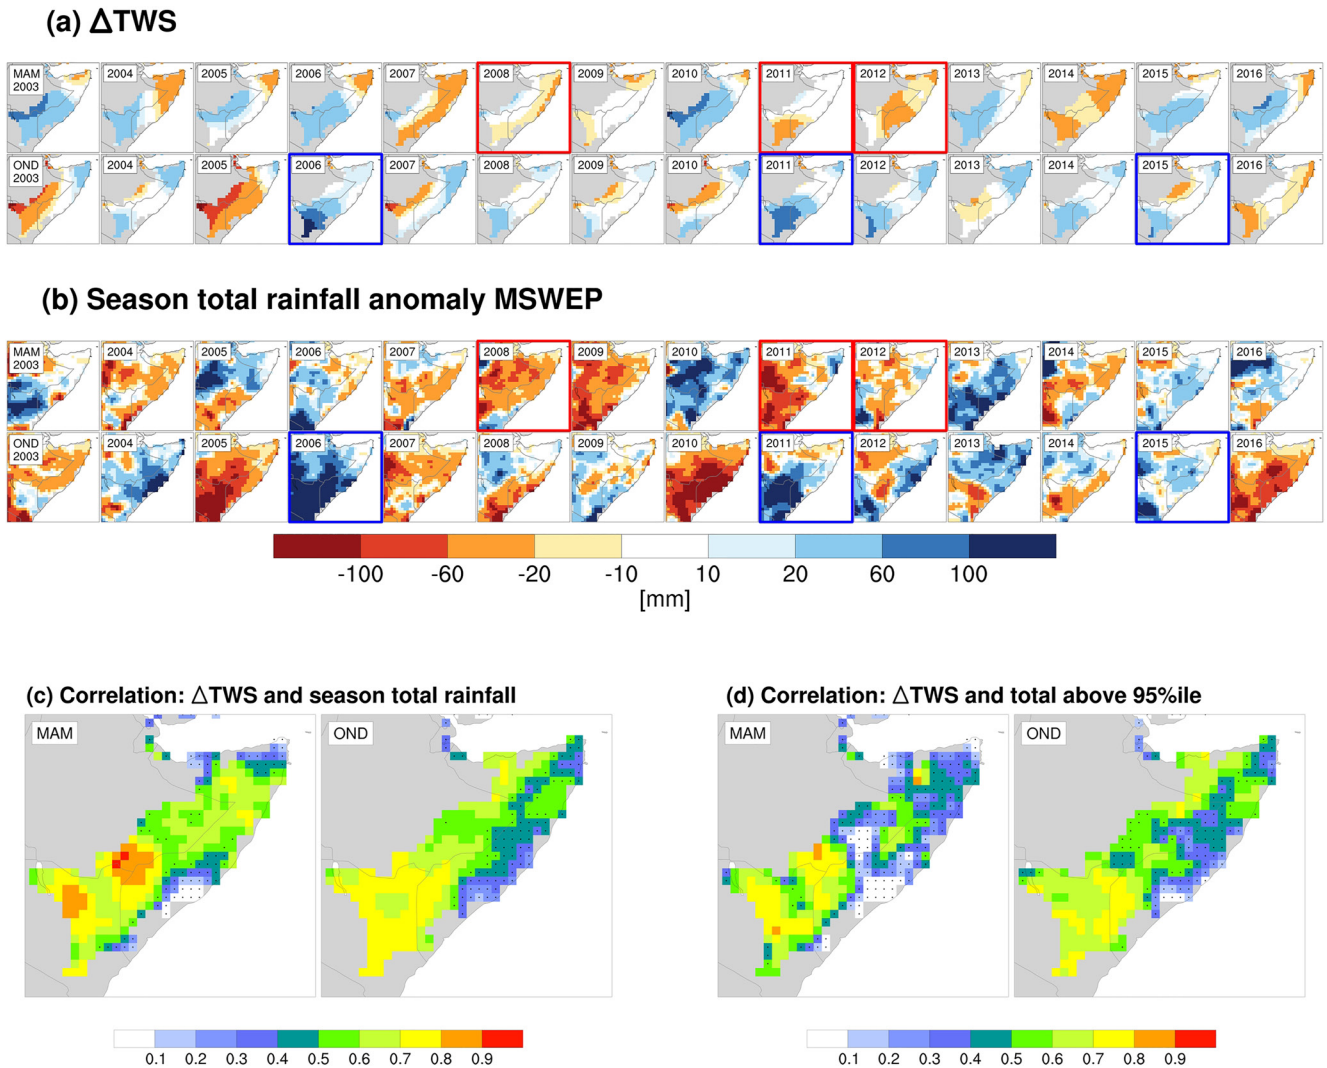 (a) △TWS
MAM 2003 2004 2005 2006 2007 2008 2009 2010 2011 2012 2013 2014 2015 2016
OND 2003 2004 2005 2006 2007 2008 2009 2010 2011 2012 2013 2014 2015 2016
(b) Season total rainfall anomaly MSWEP
MAM 2003 2004 2005 2006 2007 2008 2009 2010 2011 2012 2013 2014 2015 2016
OND 2003 2004 2005 2006 2007 2008 2009 2010 2011 2012 2013 2014 2015 2016
-100 -60 -20 -10 10 20 60 100
[mm]
(c) Correlation: △TWS and season total rainfall
MAM OND
0.1 0.2 0.3 0.4 0.5 0.6 0.7 0.8 0.9
(d) Correlation: △TWS and total above 95%ile
MAM OND
0.1 0.2 0.3 0.4 0.5 0.6 0.7 0.8 0.9